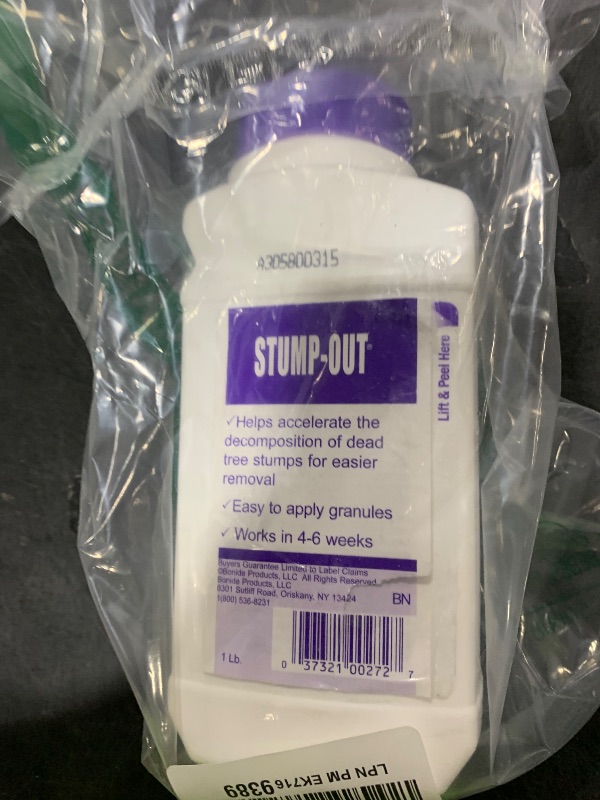 A305800315
STUMP-OUT®
Lift & Peel Here
✓Helps accelerate the
decomposition of dead
tree stumps for easier
removal
✓Easy to apply granules
✓ Works in 4-6 weeks
Buyers Guarantee Limited to Label Claims
©Bonide Products, LLC All Rights Reserved.
Bonide Products, LLC
6301 Sutliff Road, Oriskany, NY 13424
1(800) 536-8231
BN
1 Lb.
0 37321 00272 7
LPN PM EK7169389